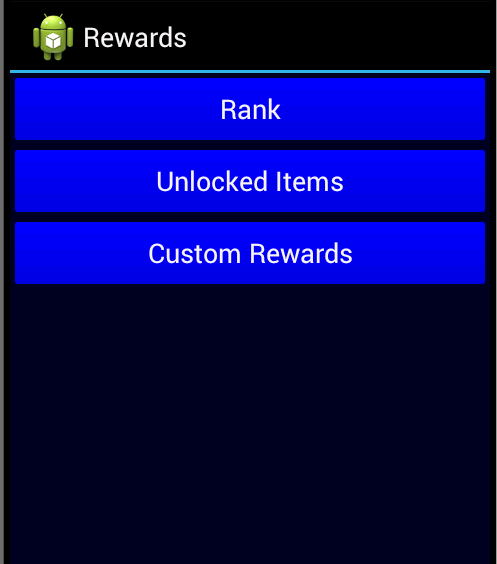 Rewards
Rank
Unlocked Items
Custom Rewards